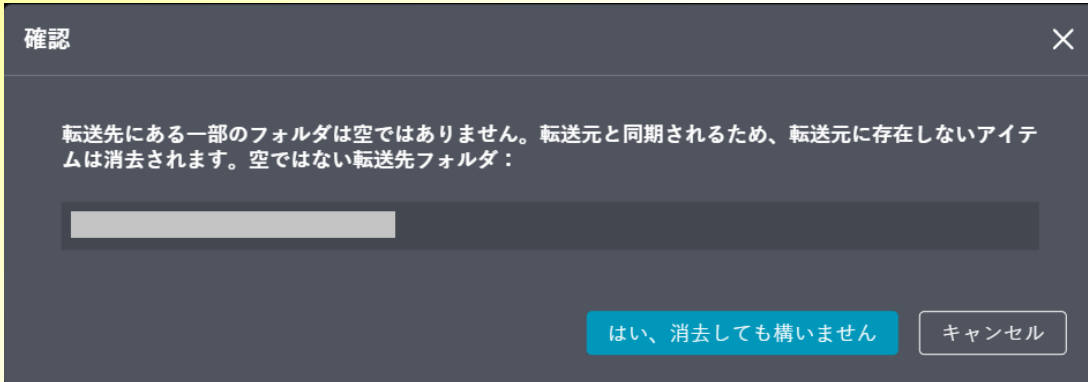 確認
転送先にある一部のフォルダは空ではありません。転送元と同期されるため、転送元に存在しないアイテ
ムは消去されます。空ではない転送先フォルダ：
はい、消去しても構いません
キャンセル